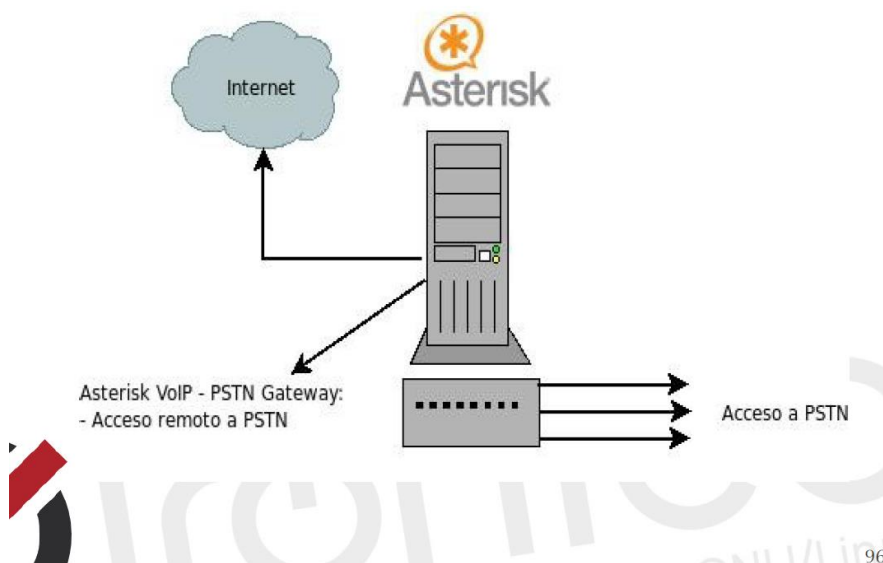 Internet
Asterisk
Asterisk VoIP - PSTN Gateway:
- Acceso remoto a PSTN
Acceso a PSTN
96